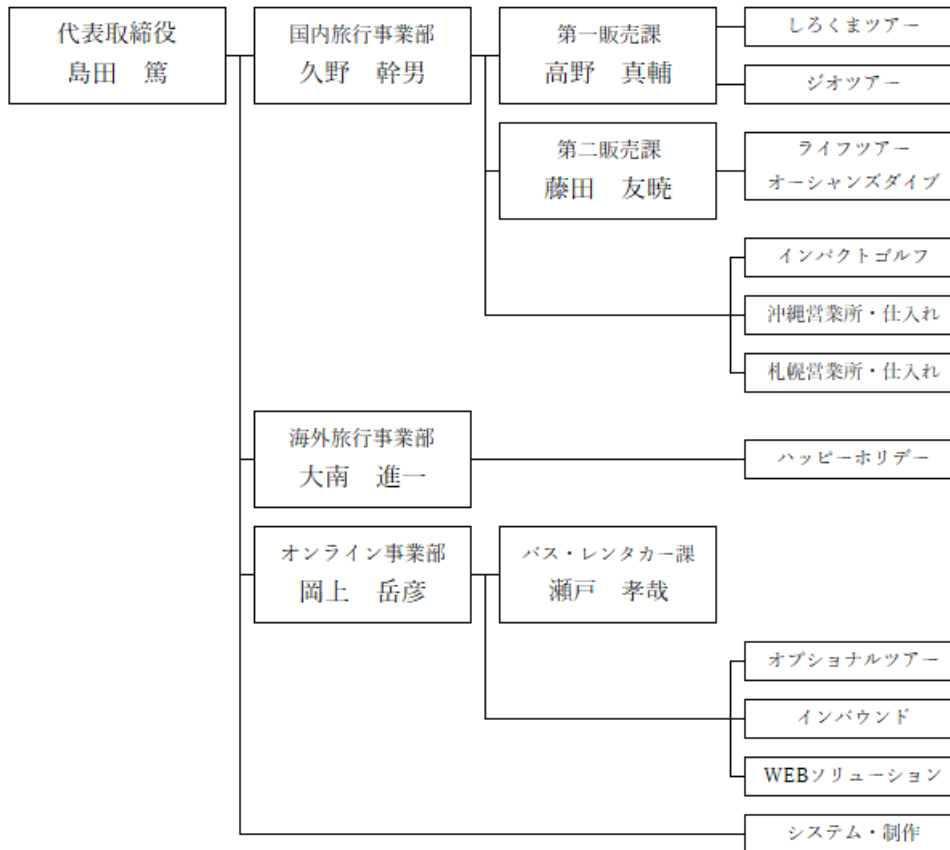 代表取締役
島田　篤
国内旅行事業部
久野　幹男
第一販売課
高野　真輔
しろくまツアー
ジオツアー
第二販売課
藤田　友暁
ライフツアー
オーシャンズダイブ
インパクトゴルフ
沖縄営業所・仕入れ
札幌営業所・仕入れ
海外旅行事業部
大南　進一
ハッピーホリデー
オンライン事業部
岡上　岳彦
バス・レンタカー課
瀬戸　孝哉
オプショナルツアー
インバウンド
WEBソリューション
システム・制作